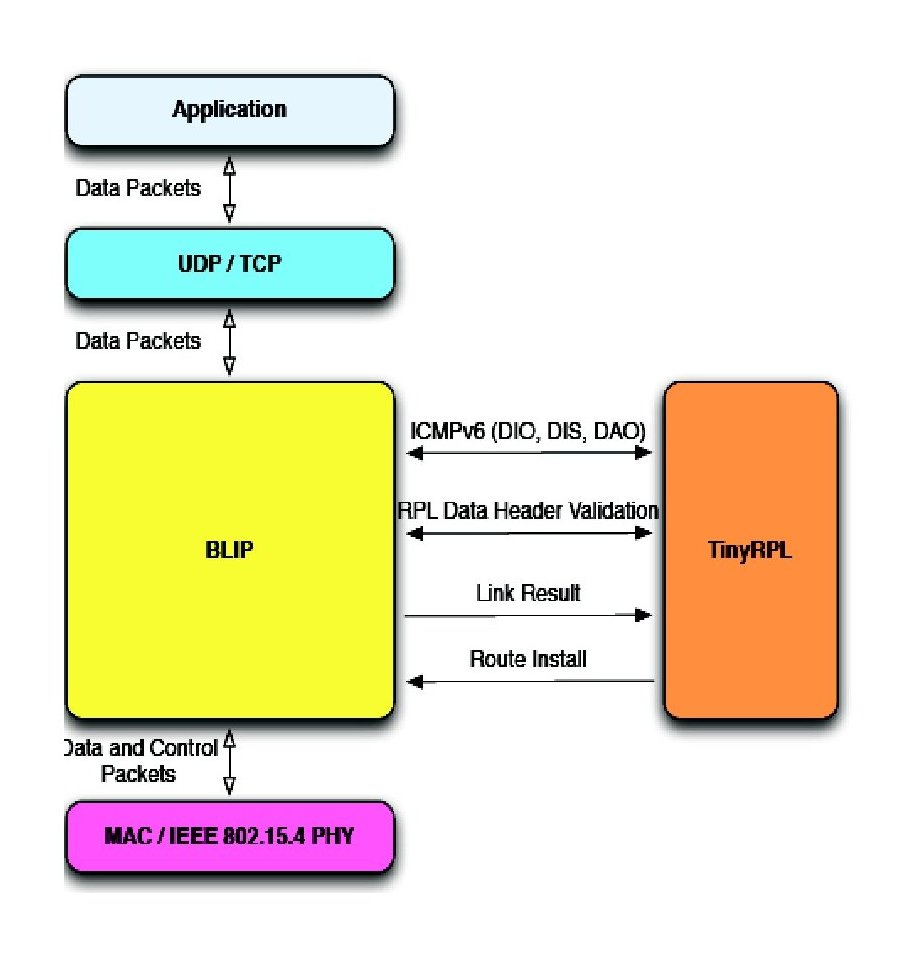 Application
Data Packets
UDP / TCP
Data Packets
ICMPv6 (DIO, DIS, DAO)
RPL Data Header Validation
BLIP
TinyRPL
Link Result
Route Install
Data and Control
Packets
MAC / IEEE 802.15.4 PHY